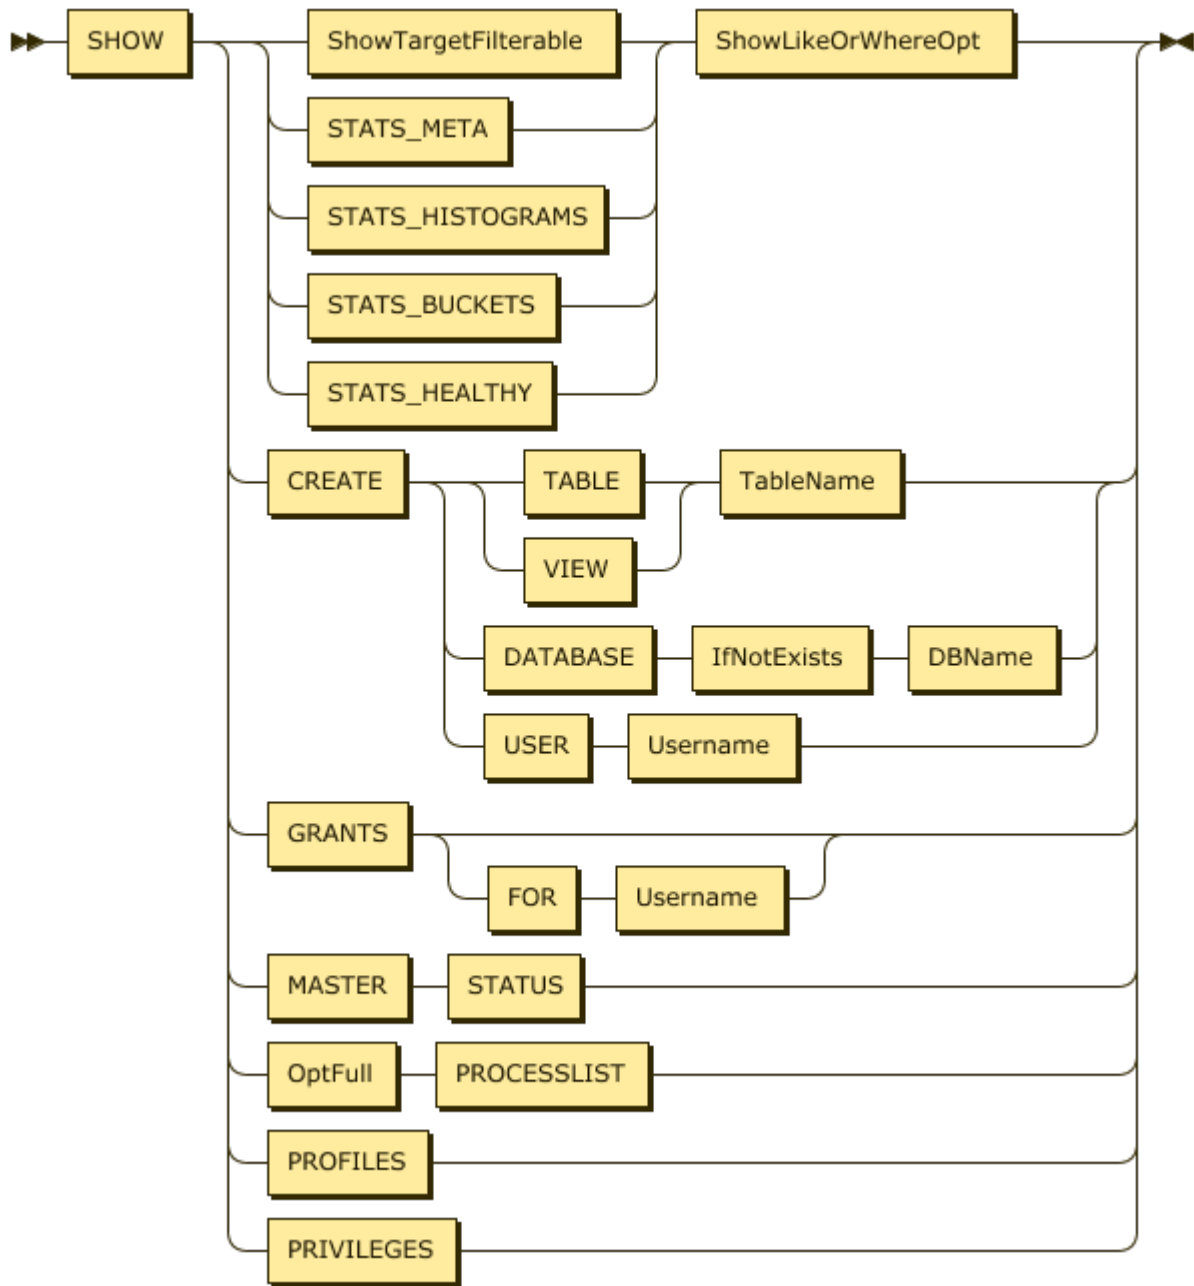 SHOW ShowTargetFilterable ShowLikeOrWhereOpt
STATS_META
STATS_HISTOGRAMS
STATS_BUCKETS
STATS_HEALTHY
CREATE TABLE TableName
VIEW
DATABASE IfNotExists DBName
USER Username
GRANTS
FOR Username
MASTER STATUS
OptFull PROCESSLIST
PROFILES
PRIVILEGES